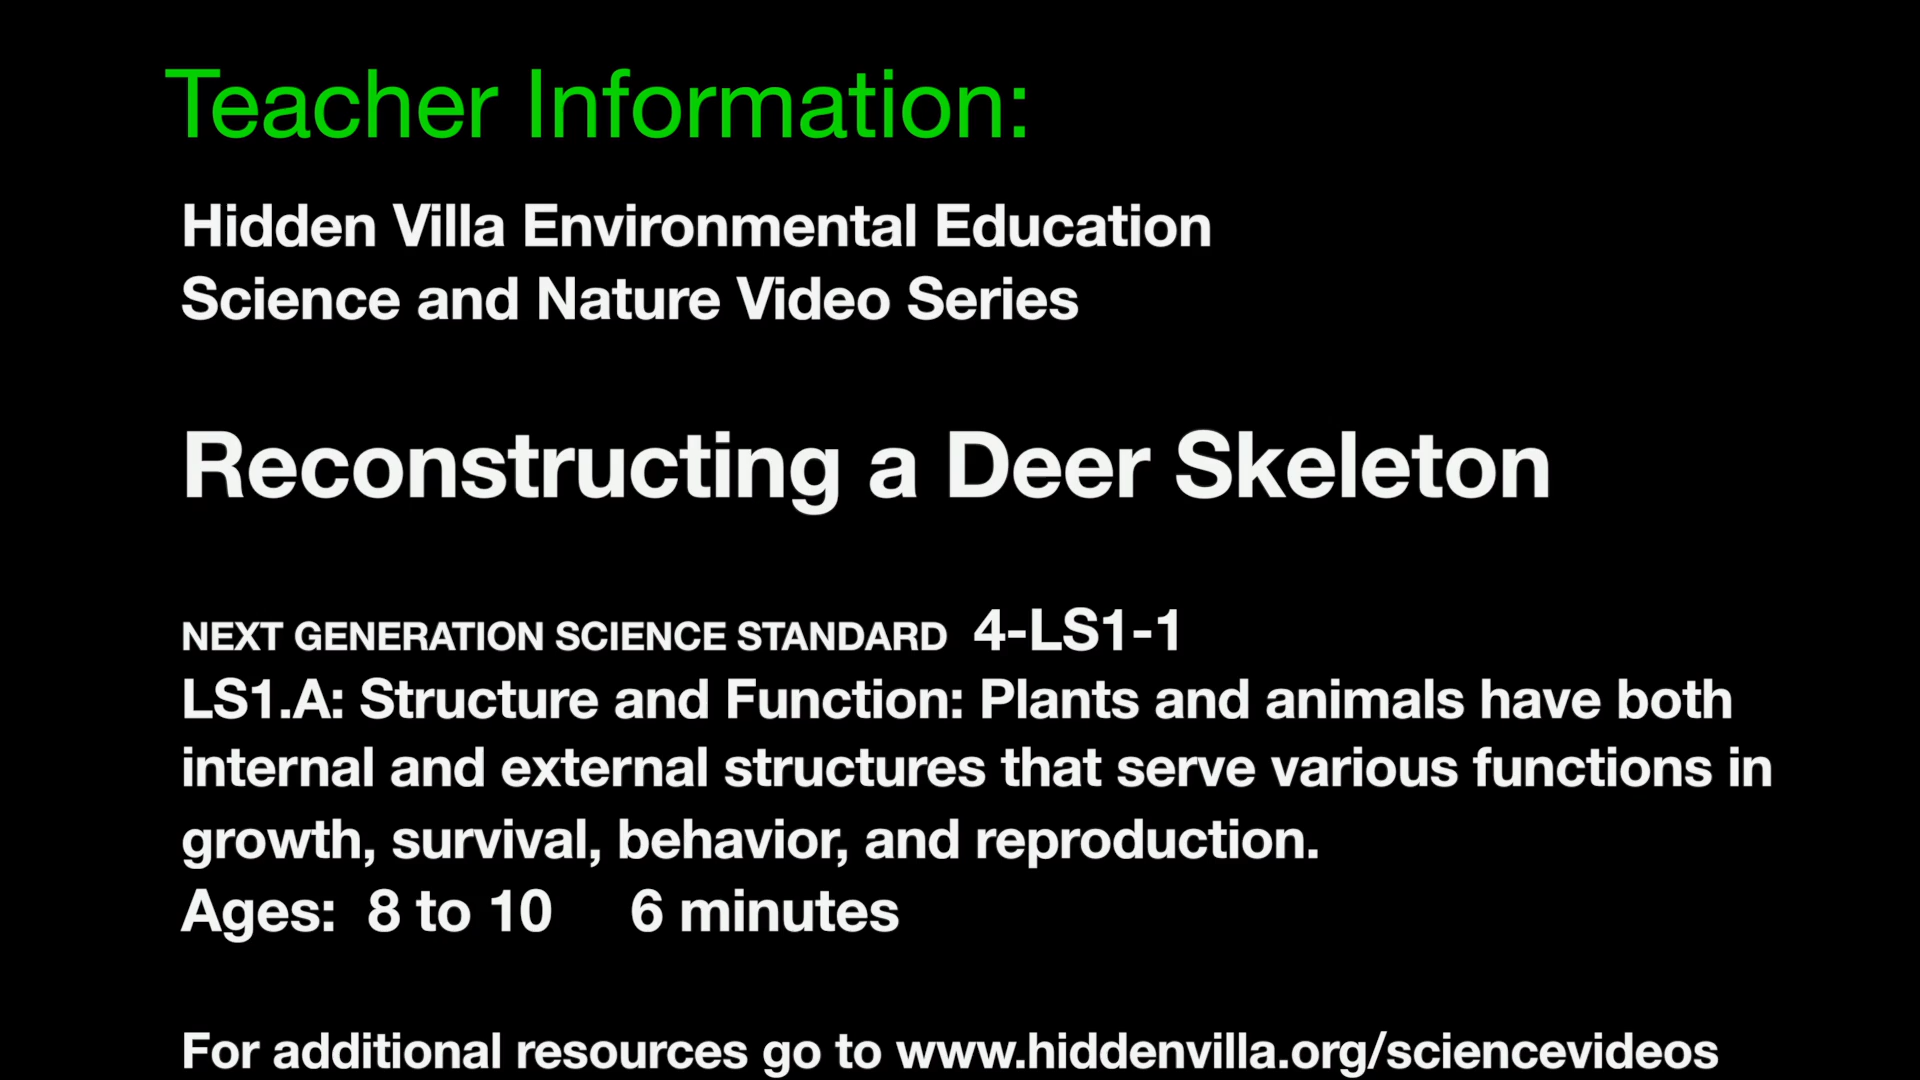 Teacher Information:
Hidden Villa Environmental Education
Science and Nature Video Series
Reconstructing a Deer Skeleton
NEXT GENERATION SCIENCE STANDARD 4-LS1-1
LS1.A: Structure and Function: Plants and animals have both
internal and external structures that serve various functions in
growth, survival, behavior, and reproduction.
Ages: 8 to 10 6 minutes
For additional resources go to www.hiddenvilla.org/sciencevideos